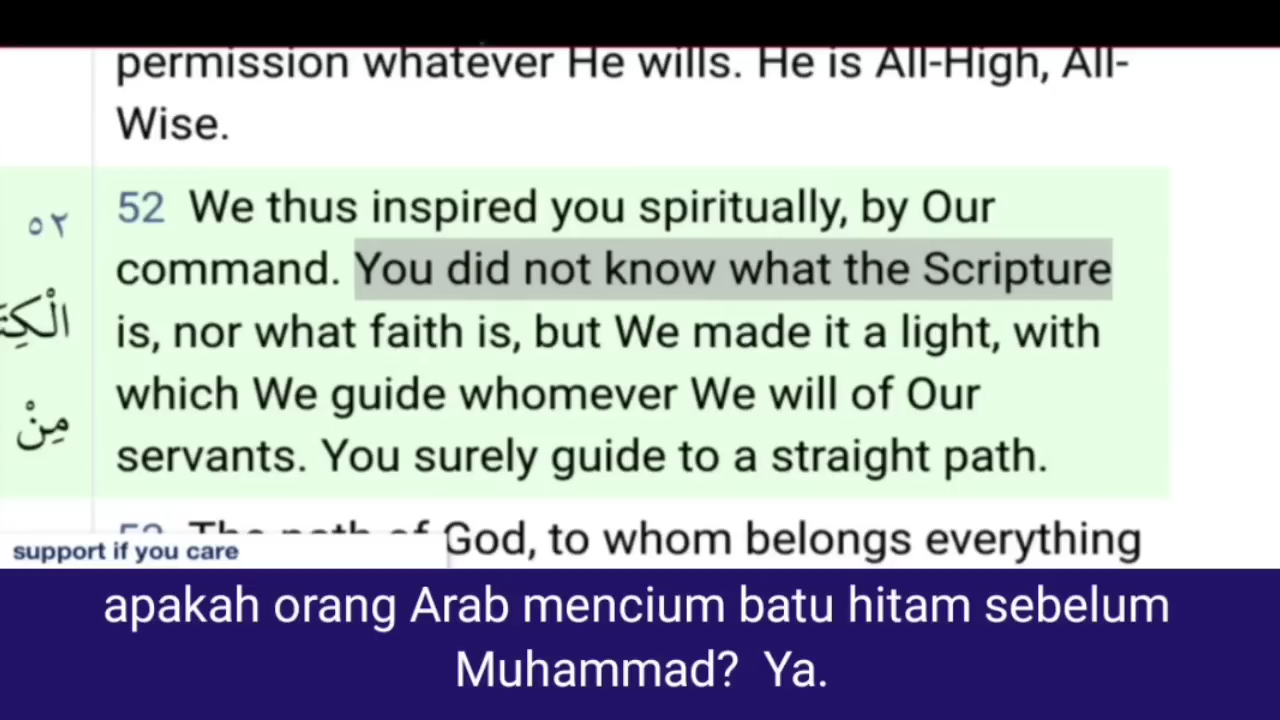 permission whatever He wills. He is All-High, All-
Wise.
52 We thus inspired you spiritually, by Our
command. You did not know what the Scripture
is, nor what faith is, but We made it a light, with
which We guide whomever We will of Our
servants. You surely guide to a straight path.
٥٢
مِنْ
God, to whom belongs everything
support if you care
apakah orang Arab mencium batu hitam sebelum
Muhammad? Ya.